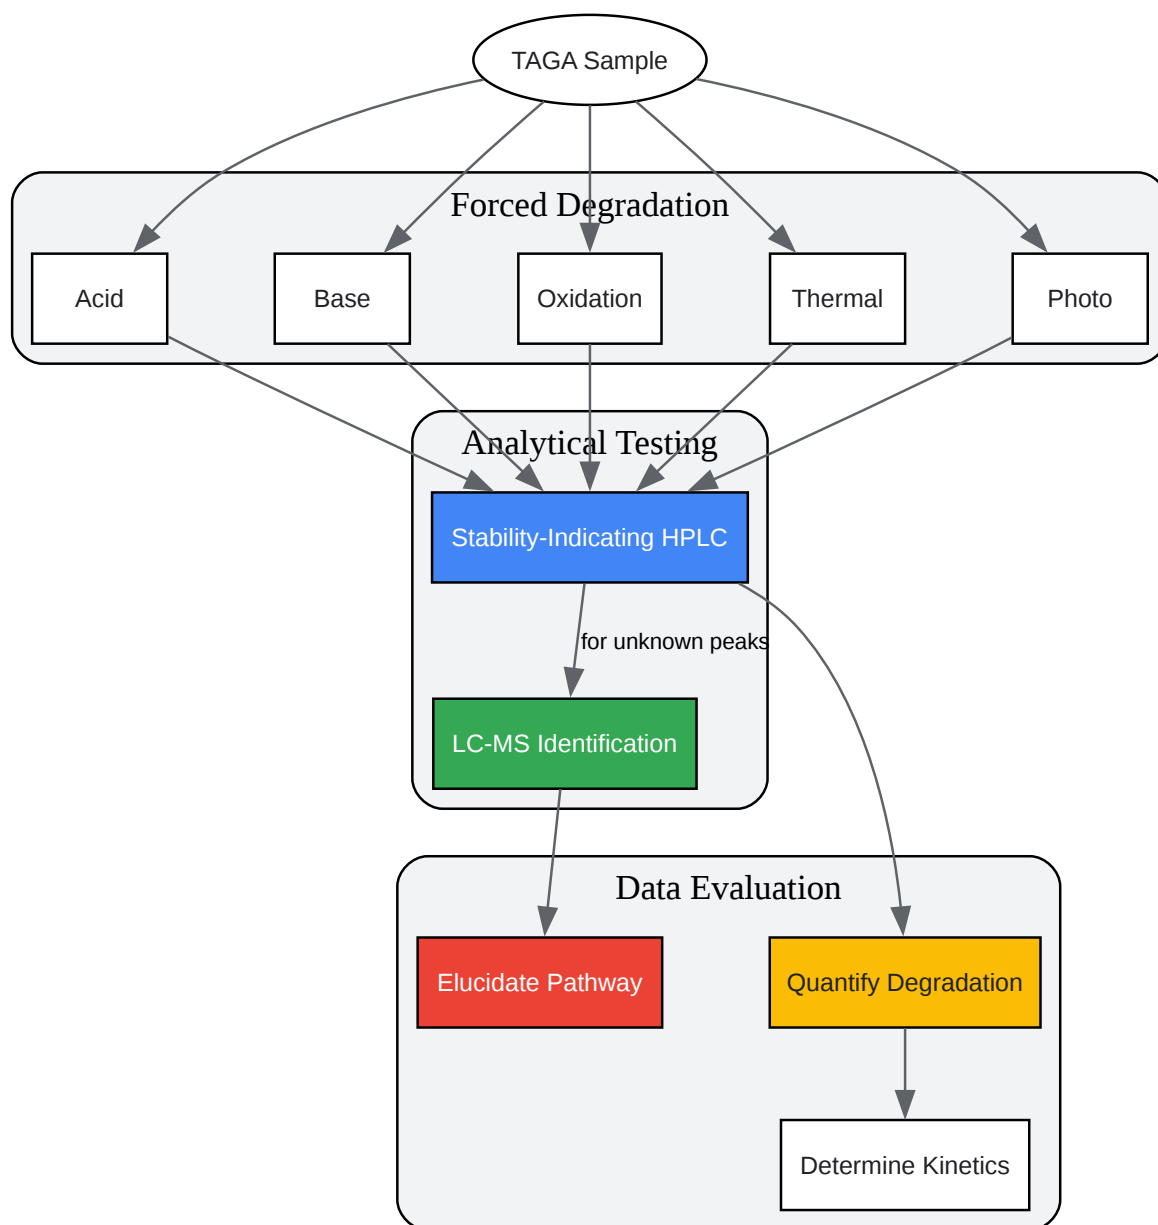 TAGA Sample
Forced Degradation
Acid
Base
Oxidation
Thermal
Photo
Analytical Testing
Stability-Indicating HPLC
for unknown peaks
LC-MS Identification
Data Evaluation
Elucidate Pathway
Quantify Degradation
Determine Kinetics